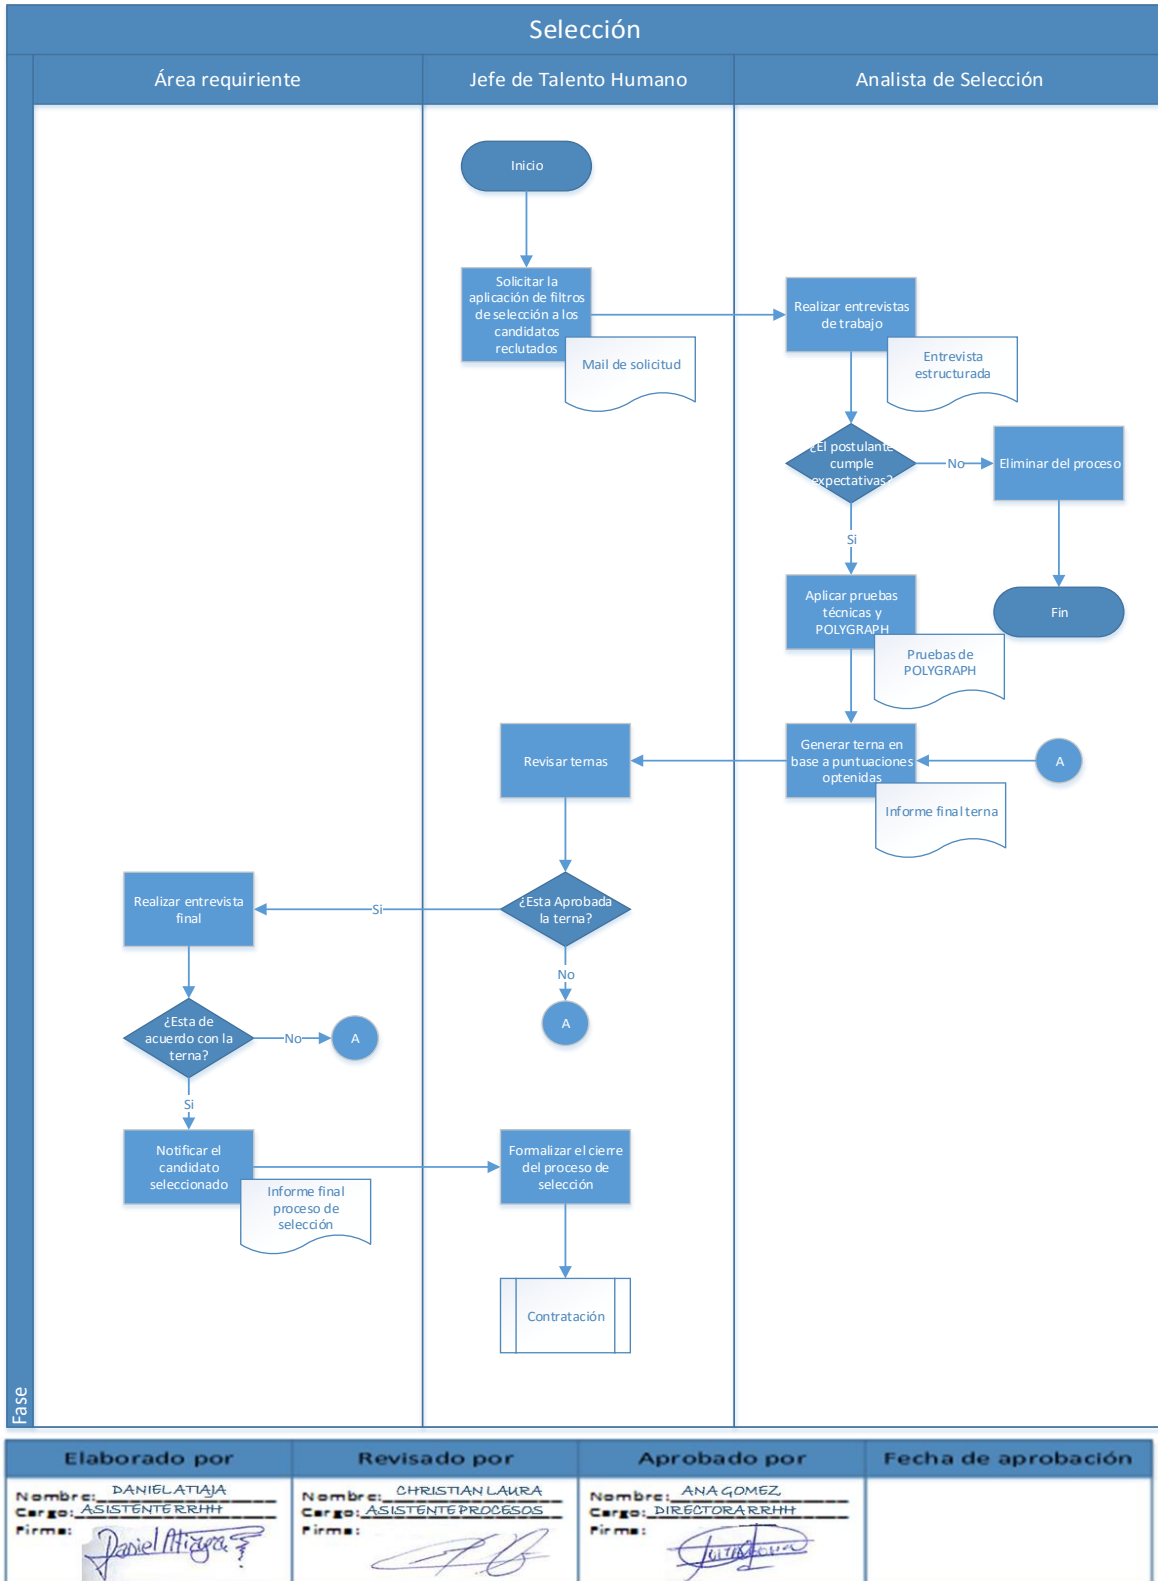 Selección
Área requiriente
Jefe de Talento Humano
Analista de Selección
Inicio
Solicitar la
aplicación de filtros
de selección a los
candidatos
reclutados
Mail de solicitud
Realizar entrevistas
de trabajo
Entrevista
estructurada
¿El postulante
cumple
expectativas?
No
Eliminar del proceso
Si
Fin
Aplicar pruebas
técnicas y
POLYGRAPH
Pruebas de
POLYGRAPH
Generar terna en
base a puntuaciones
optenidas
A
Informe final terna
Revisar ternas
¿Esta Aprobada
la terna?
Si
No
A
Realizar entrevista
final
¿Esta de
acuerdo con la
terna?
No
A
Si
Notificar el
candidato
seleccionado
Informe final
proceso de
selección
Formalizar el cierre
del proceso de
selección
Contratación
Fase
Elaborado por
Revisado por
Aprobado por
Fecha de aprobación
Nombre: DANIEL ATIAJA
Cargo: ASISTENTE RRHH
Firma: Daniel Atiaga
Nombre: CHRISTIAN LAURA
Cargo: ASISTENTE PROCESOS
Firma:
Nombre: ANA GOMEZ
Cargo: DIRECTORA RRHH
Firma: